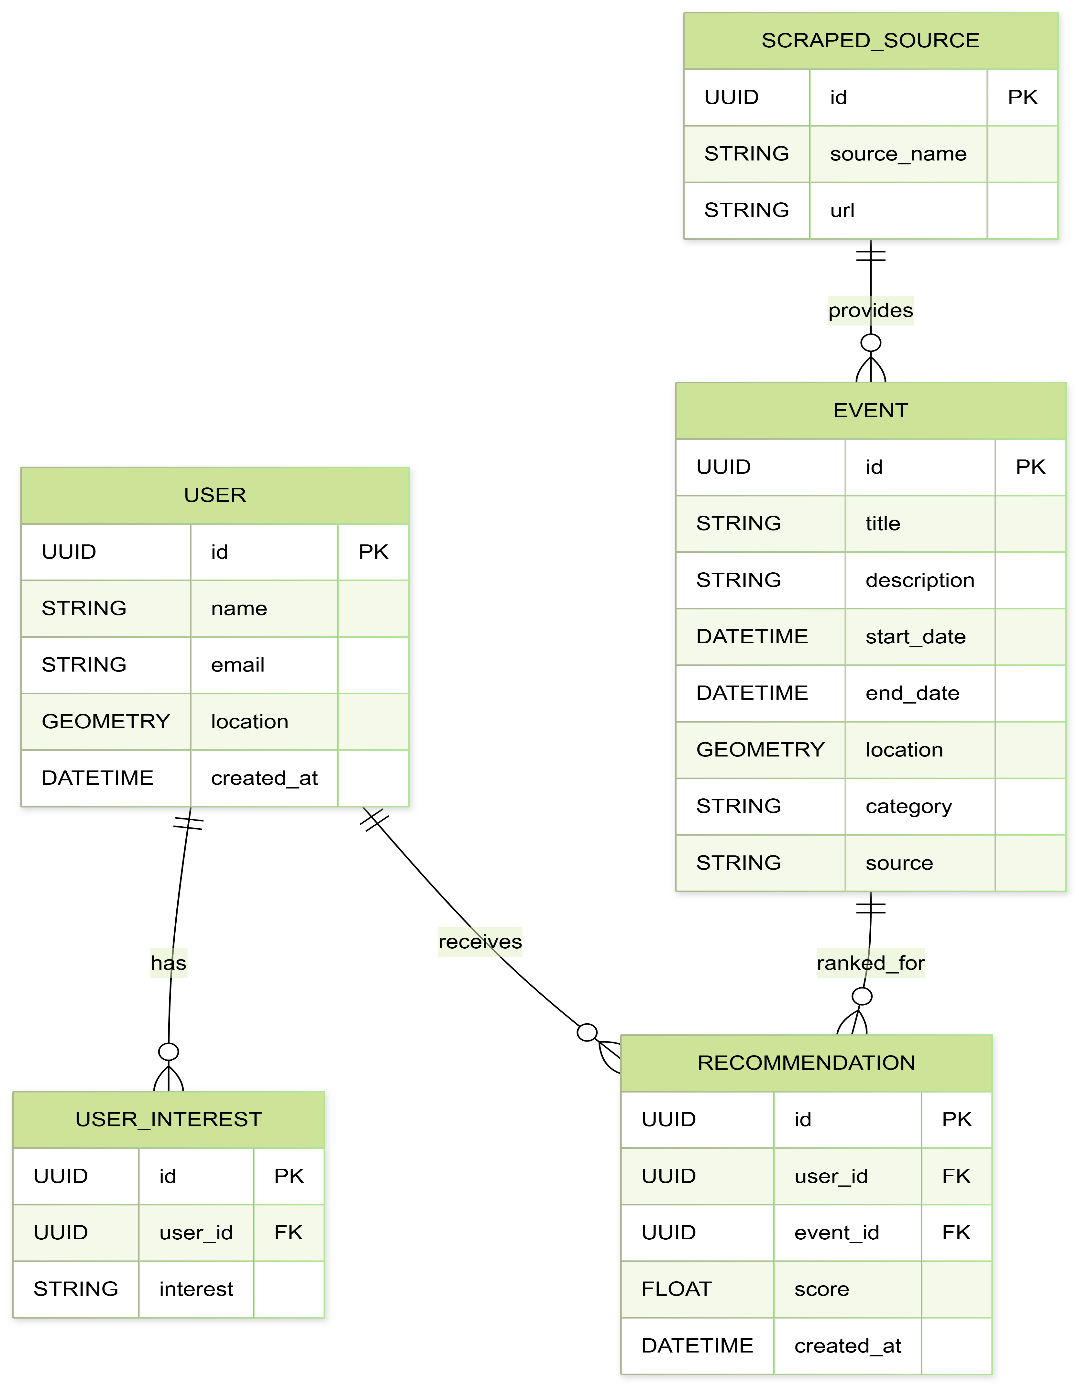 SCRAPED_SOURCE
UUID id PK
STRING source_name
STRING url
provides
EVENT
UUID id PK
STRING title
STRING description
DATETIME start_date
DATETIME end_date
GEOMETRY location
STRING category
STRING source
USER
UUID id PK
STRING name
STRING email
GEOMETRY location
DATETIME created_at
has
receives
ranked_for
USER_INTEREST
UUID id PK
UUID user_id FK
STRING interest
RECOMMENDATION
UUID id PK
UUID user_id FK
UUID event_id FK
FLOAT score
DATETIME created_at